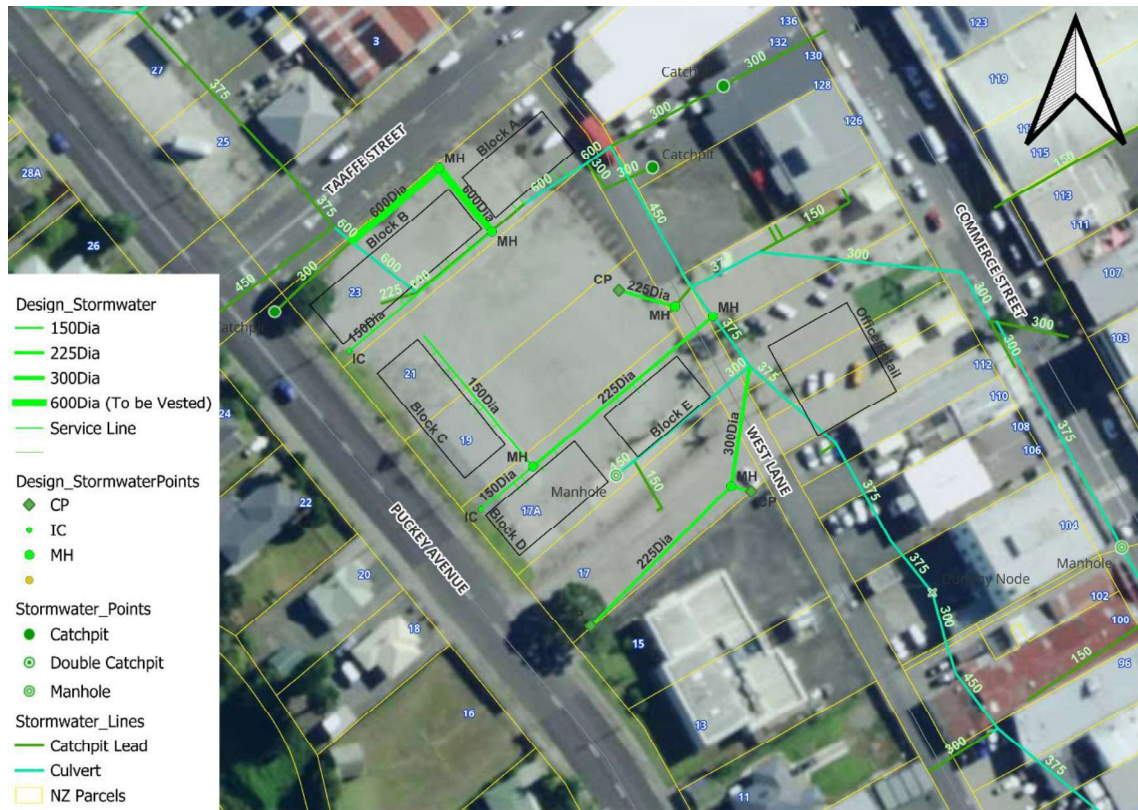 136
132
130
128
126
123
119
115
113
111
107
103
3
27
25
28A
26
24
22
20
18
16
23
21
19
17A
17
15
13
11
112
110
108
106
104
102
100
96
375
TAAFFE STREET
MH
Block A
600
300
Catchpit
300
300
300
150
375
600
600Dia
600Dia
Block B
MH
600
600
300
450
300
225
150Dia
IC
450
COMMERCE STREET
150
300
375
CP
225Dia
MH
MH
375
Office/Retail
300
300
21
150Dia
Block C
225Dia
300
375
Block E
MH
150Dia
IC
Block D
150
150
Manhole
300Dia
MH
CP
WEST LANE
225Dia
PUCKEY AVENUE
375
375
375
Dummy Node
Manhole
300
450
150
300
375
Design_Stormwater
150Dia
225Dia
300Dia
600Dia (To be Vested)
Service Line
Design_StormwaterPoints
CP
IC
MH
Stormwater_Points
Catchpit
Double Catchpit
Manhole
Stormwater_Lines
Catchpit Lead
Culvert
NZ Parcels